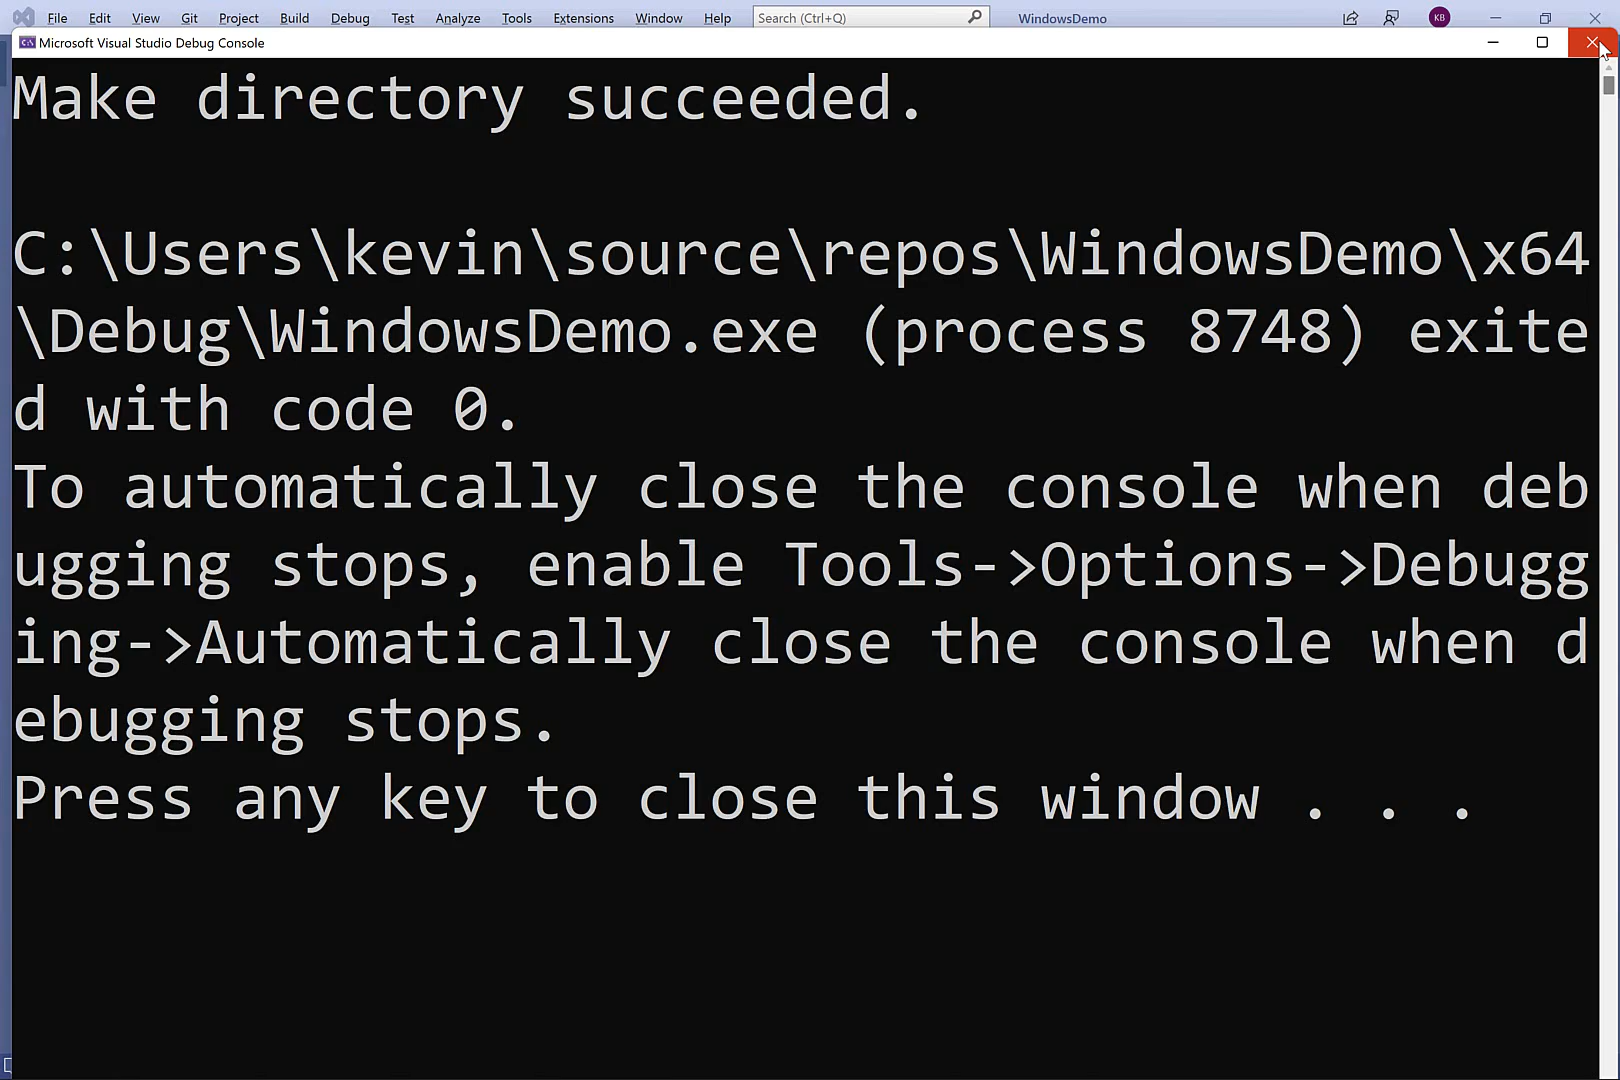 File Edit View Git Project Build Debug Test Analyze Tools Extensions Window Help Search (Ctrl+Q) WindowsDemo KB
Microsoft Visual Studio Debug Console
Make directory succeeded.
C:\Users\kevin\source\repos\WindowsDemo\x64
\Debug\WindowsDemo.exe (process 8748) exite
d with code 0.
To automatically close the console when deb
ugging stops, enable Tools->Options->Debugg
ing->Automatically close the console when d
ebugging stops.
Press any key to close this window . . .